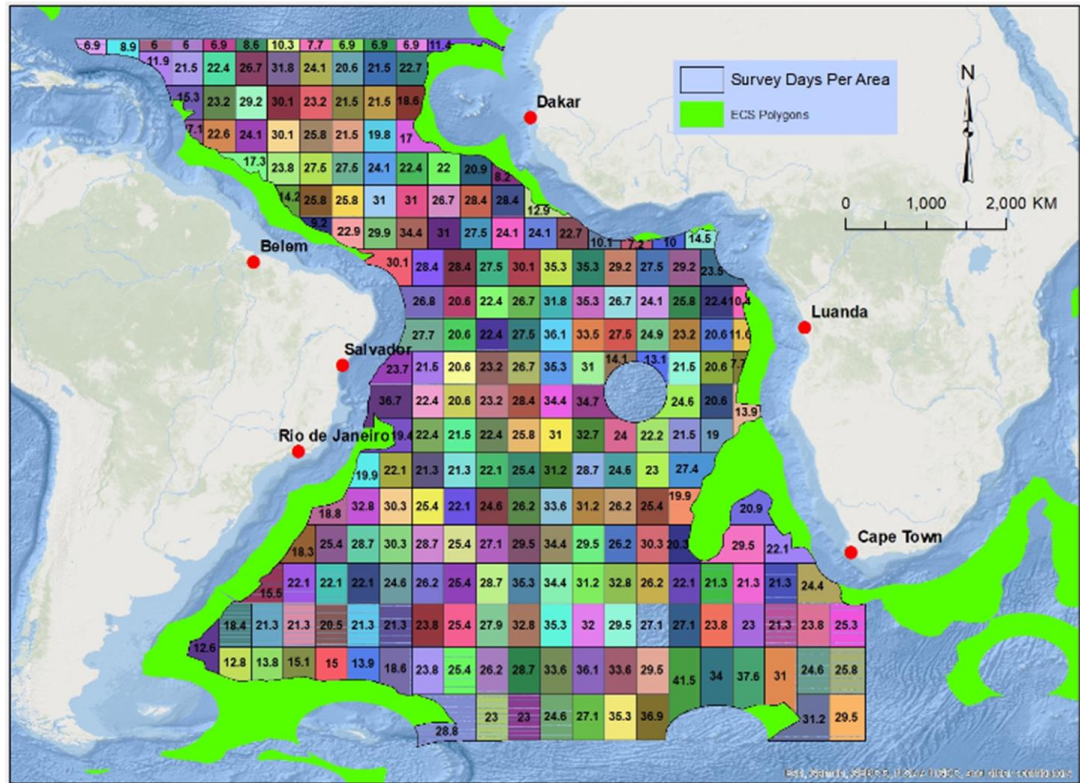 6.9 8.9 6 6 6.9 8.6 10.3 7.7 6.9 6.9 6.9 11.4
11.9 21.5 22.4 26.7 31.8 24.1 20.6 21.5 22.7
Survey Days Per Area
N
ECS Polygons
15.3 23.2 29.2 30.1 23.2 21.5 21.5 18.6
Dakar
7.1 22.6 24.1 30.1 25.8 21.5 19.8 17
17.3 23.8 27.5 27.5 24.1 22.4 22 20.9 8.2
14.2 25.8 25.8 31 31 26.7 28.4 28.4 12.9
0 1,000 2,000 KM
9.2 22.9 29.9 34.4 31 27.5 24.1 24.1 22.7 10.1 7.2 10 14.5
Belem
30.1 28.4 28.4 27.5 30.1 35.3 35.3 29.2 27.5 29.2 23.5
26.8 20.6 22.4 26.7 31.8 35.3 26.7 24.1 25.8 22.4 10.4
Luanda
27.7 20.6 22.4 27.5 36.1 33.5 27.5 24.9 23.2 20.6 11.6
Salvador
23.7 21.5 20.6 23.2 26.7 35.3 31 14.1 13.1 21.5 20.6 7.7
36.7 22.4 20.6 23.2 28.4 34.4 34.7 24.6 20.6 13.9
Rio de Janeiro
19.4 22.4 21.5 22.4 25.8 31 32.7 24 22.2 21.5 19
19.9 22.1 21.3 21.3 22.1 25.4 31.2 28.7 24.6 23 27.4
18.8 32.8 30.3 25.4 22.1 24.6 26.2 33.6 31.2 26.2 25.4 19.9 20.9
18.3 25.4 28.7 30.3 28.7 25.4 27.1 29.5 34.4 29.5 26.2 30.3 20.3 29.5 22.1
Cape Town
15.5 22.1 22.1 22.1 24.6 26.2 25.4 28.7 35.3 34.4 31.2 32.8 26.2 22.1 21.3 21.3 21.3 24.4
18.4 21.3 21.3 20.5 21.3 21.3 23.8 25.4 27.9 32.8 35.3 32 29.5 27.1 27.1 23.8 23 21.3 23.8 25.3
12.6 12.8 13.8 15.1 15 13.9 18.6 23.8 25.4 26.2 28.7 33.6 36.1 33.6 29.5 41.5 34 37.6 31 24.6 25.8
28.8 23 23 24.6 27.1 35.3 36.9 31.2 29.5